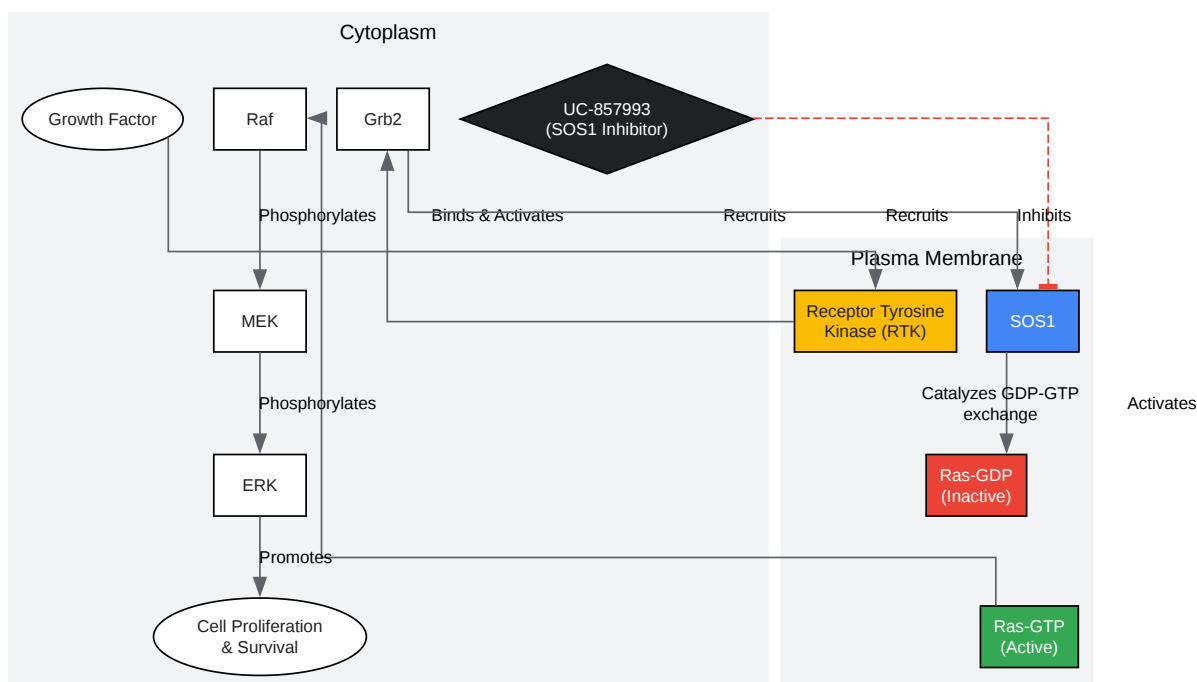 Cytoplasm
Growth Factor
Raf
Grb2
UC-857993
(SOS1 Inhibitor)
Phosphorylates
Binds & Activates
Recruits
Recruits
Inhibits
Plasma Membrane
MEK
Receptor Tyrosine
Kinase (RTK)
SOS1
Phosphorylates
Catalyzes GDP-GTP
exchange
Activates
ERK
Ras-GDP
(Inactive)
Promotes
Cell Proliferation
& Survival
Ras-GTP
(Active)